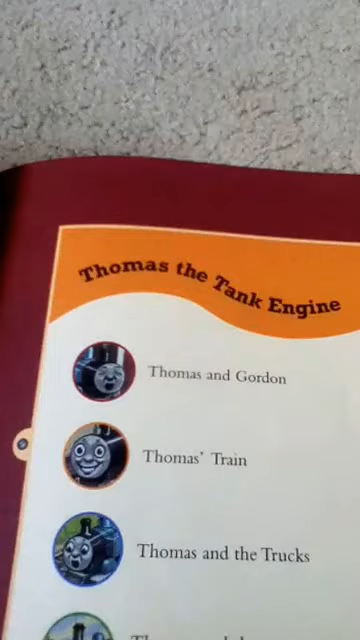 Thomas the Tank Engine
Thomas and Gordon
Thomas' Train
Thomas and the Trucks